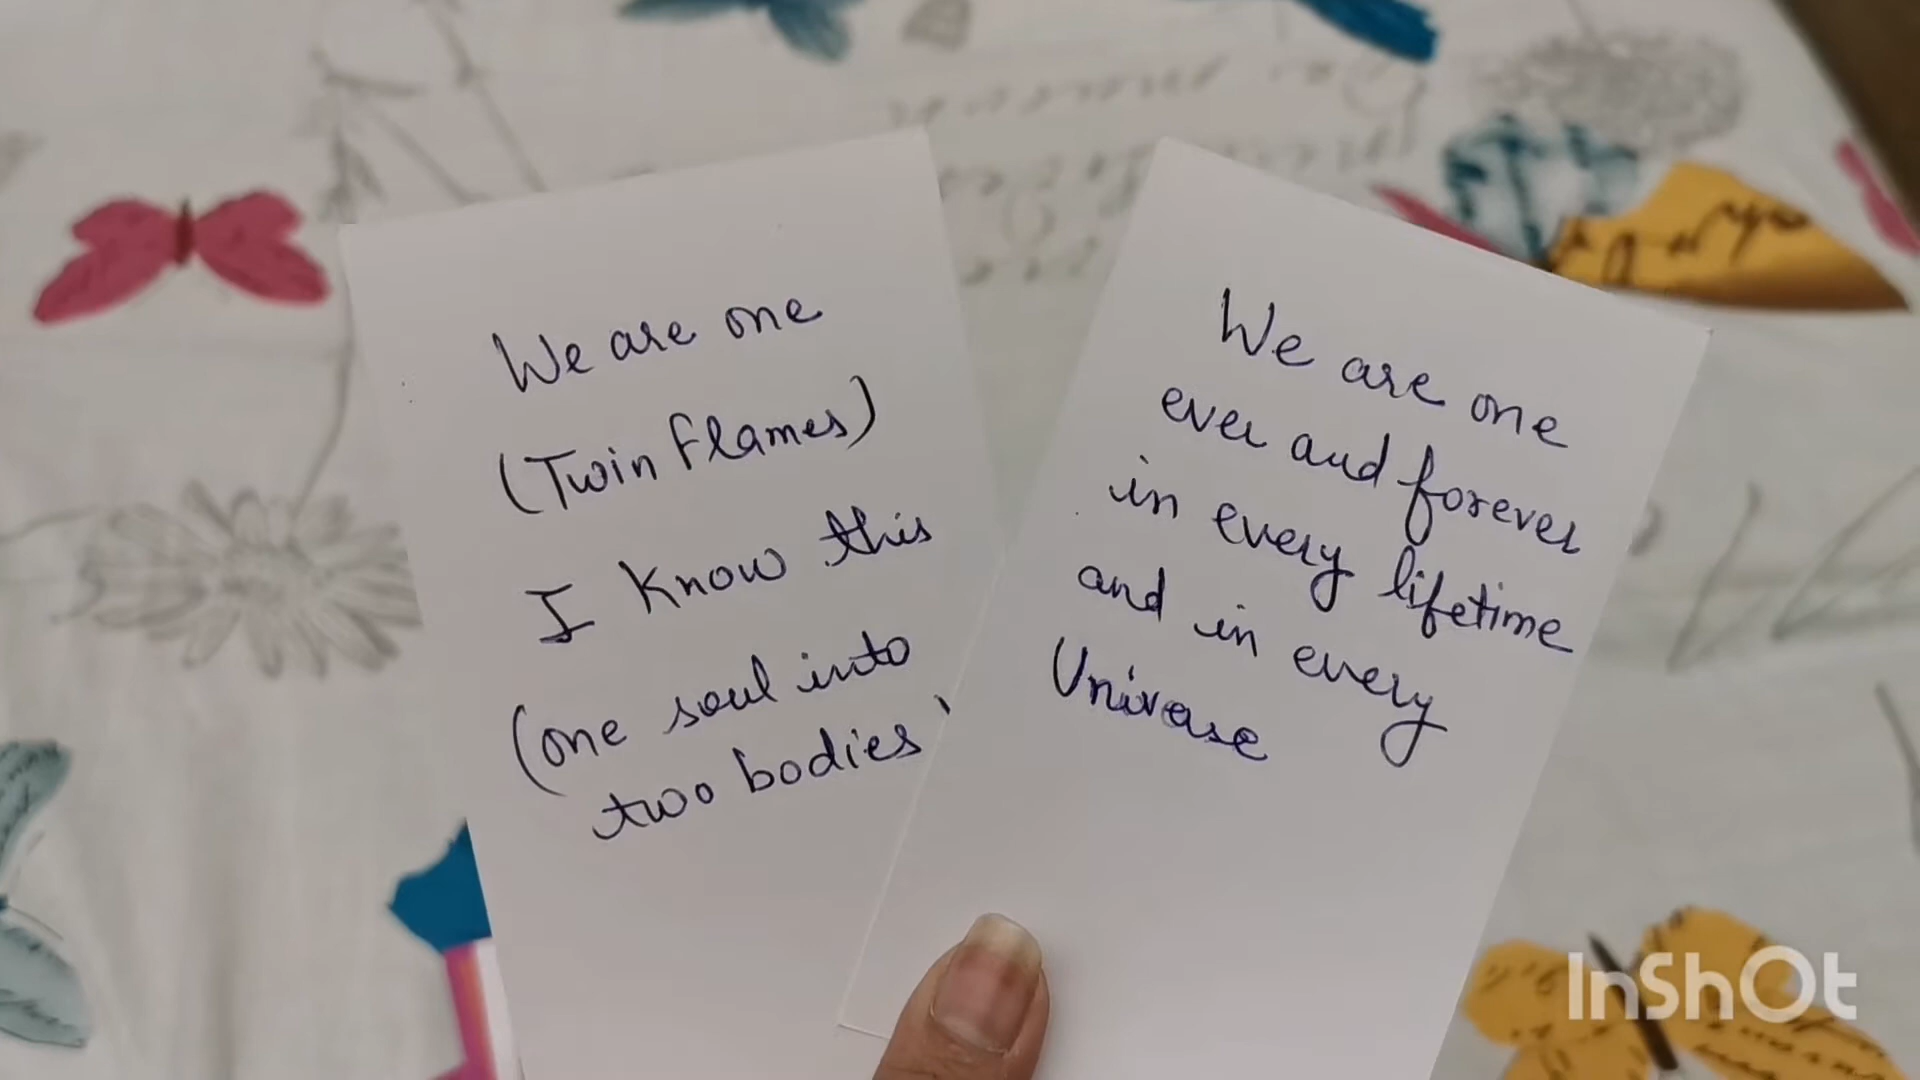 We are one
(Twin Flames)
I Know this
(one soul into
two bodies)
We are one
ever and forever
in every lifetime
and in every
Universe
InShOt